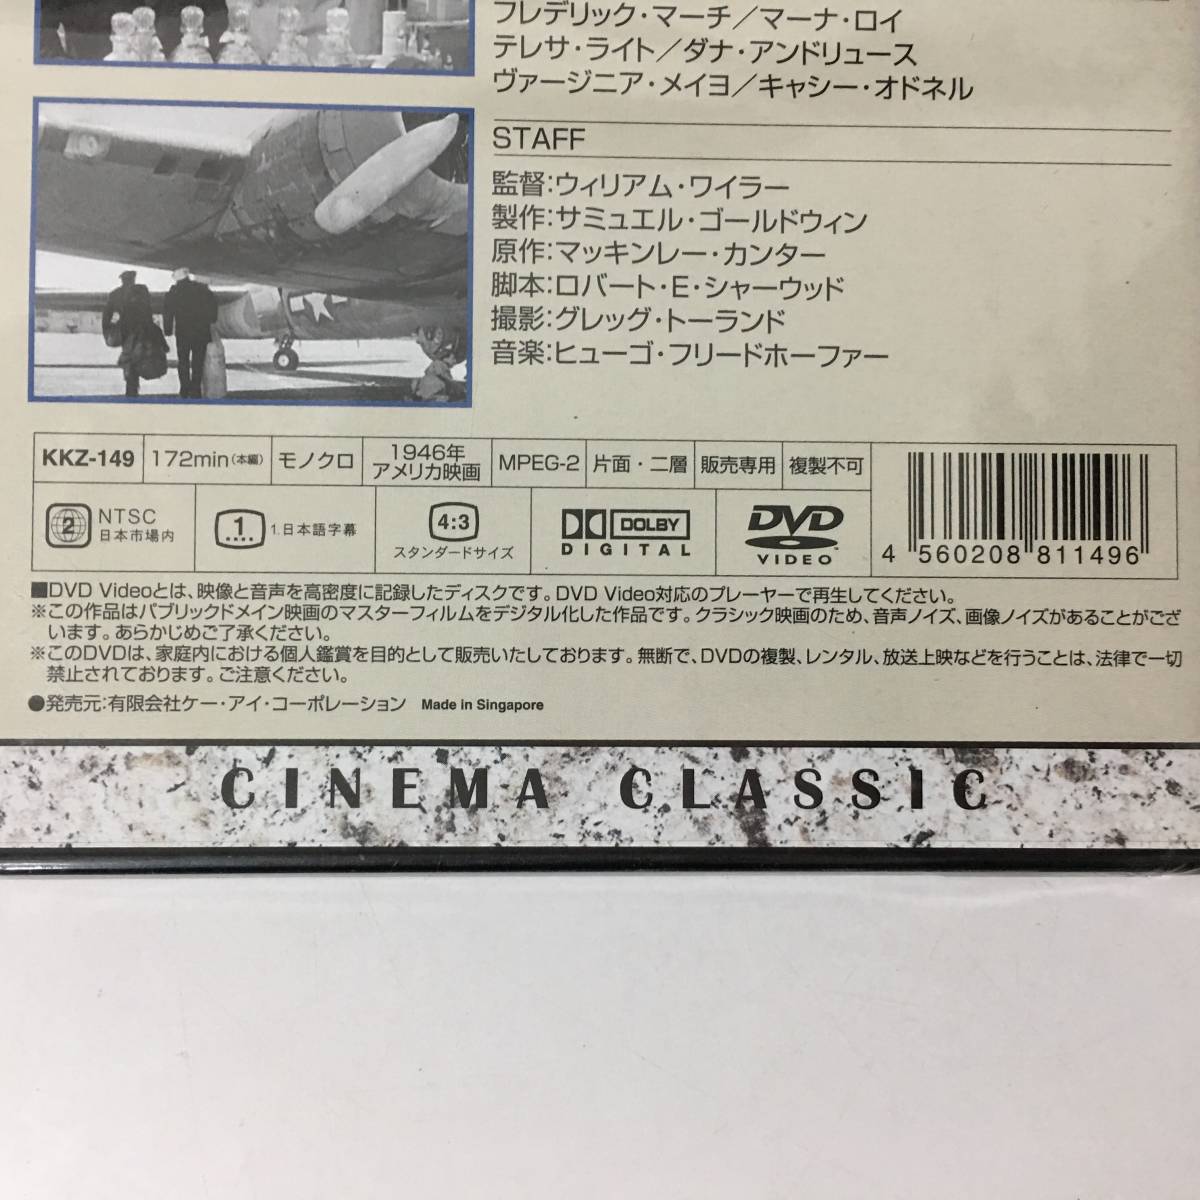 フレデリック・マーチ／マーナ・ロイ
テレサ・ライト／ダナ・アンドリュース
ヴァージニア・メイヨ／キャシー・オドネル
STAFF
監督:ウィリアム・ワイラー
製作:サミュエル・ゴールドウィン
原作:マッキンレー・カンター
脚本:ロバート・E・シャーウッド
撮影:グレッグ・トーランド
音楽:ヒューゴ・フリードホーファー
KKZ-149 172min(本編) モノクロ 1946年 アメリカ映画 MPEG-2 片面・二層 販売専用 複製不可
2 NTSC 日本市場内 1 1.日本語字幕 4:3 スタンダードサイズ DOLBY DIGITAL DVD VIDEO
4 560208 811496
■DVD Videoとは、映像と音声を高密度に記録したディスクです。DVD Video対応のプレーヤーで再生してください。
※この作品はパブリックドメイン映画のマスターフィルムをデジタル化した作品です。クラシック映画のため、音声ノイズ、画像ノイズがあることがござ
います。あらかじめご了承ください。
※このDVDは、家庭内における個人鑑賞を目的として販売いたしております。無断で、DVDの複製、レンタル、放送上映などを行うことは、法律で一切
禁止されております。ご注意ください。
●発売元:有限会社ケー・アイ・コーポレーション Made in Singapore
CINEMA CLASSIC